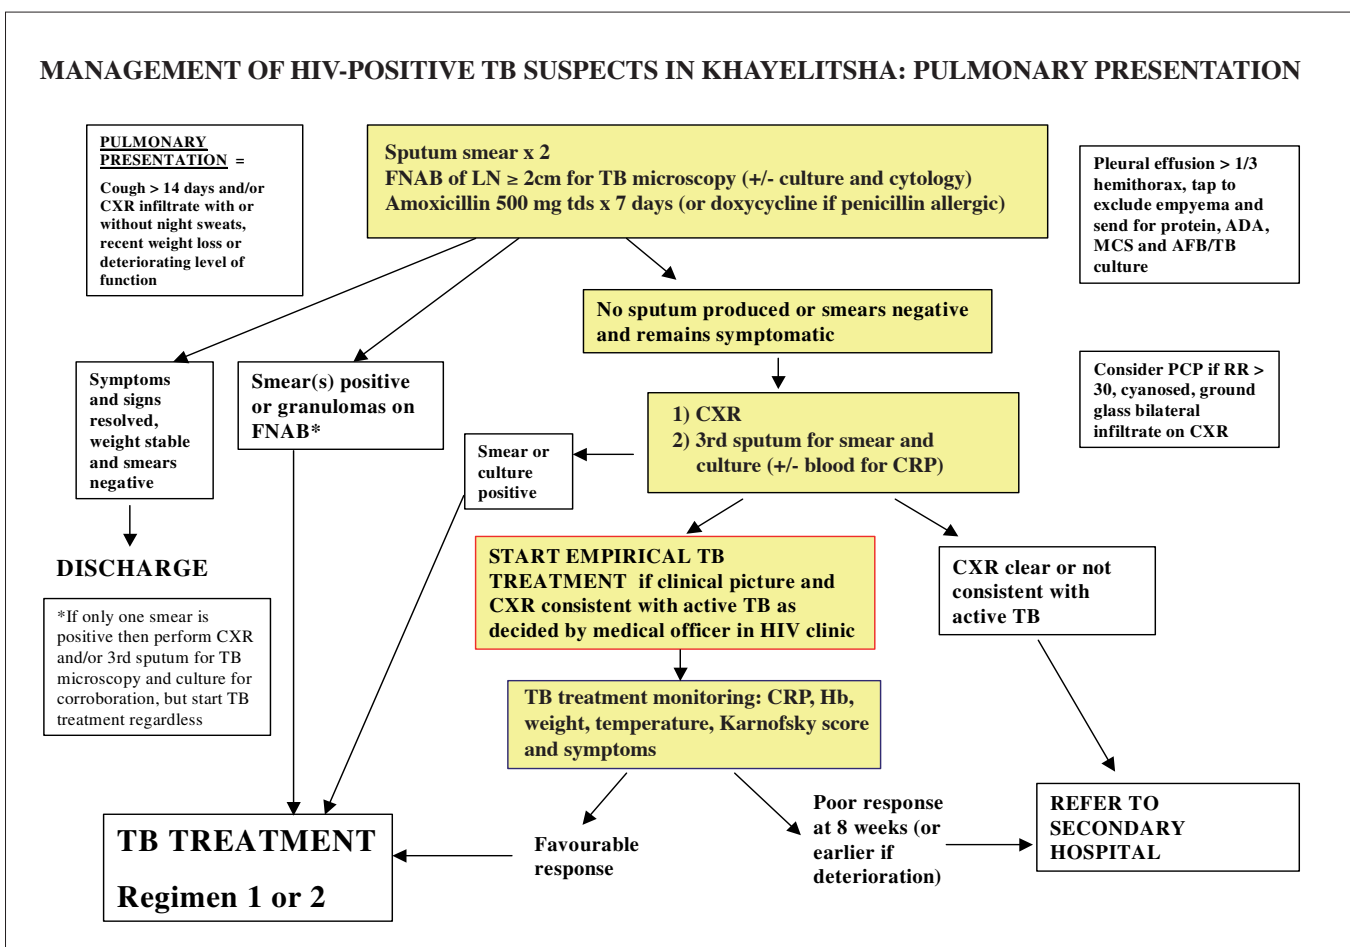 MANAGEMENT OF HIV-POSITIVE TB SUSPECTS IN KHAYELITSHA: PULMONARY PRESENTATION
PULMONARY
PRESENTATION =
Cough > 14 days and/or
CXR infiltrate with or
without night sweats,
recent weight loss or
deteriorating level of
function
Sputum smear x 2
FNAB of LN ≥ 2cm for TB microscopy (+/- culture and cytology)
Amoxicillin 500 mg tds x 7 days (or doxycycline if penicillin allergic)
Pleural effusion > 1/3
hemithorax, tap to
exclude empyema and
send for protein, ADA,
MCS and AFB/TB
culture
No sputum produced or smears negative
and remains symptomatic
Symptoms
and signs
resolved,
weight stable
and smears
negative
Smear(s) positive
or granulomas on
FNAB*
Consider PCP if RR >
30, cyanosed, ground
glass bilateral
infiltrate on CXR
1) CXR
2) 3rd sputum for smear and
culture (+/- blood for CRP)
Smear or
culture
positive
DISCHARGE
START EMPIRICAL TB
TREATMENT if clinical picture and
CXR consistent with active TB as
decided by medical officer in HIV clinic
CXR clear or not
consistent with
active TB
*If only one smear is
positive then perform CXR
and/or 3rd sputum for TB
microscopy and culture for
corroboration, but start TB
treatment regardless
TB treatment monitoring: CRP, Hb,
weight, temperature, Karnofsky score
and symptoms
TB TREATMENT
Regimen 1 or 2
Favourable
response
Poor response
at 8 weeks (or
earlier if
deterioration)
REFER TO
SECONDARY
HOSPITAL